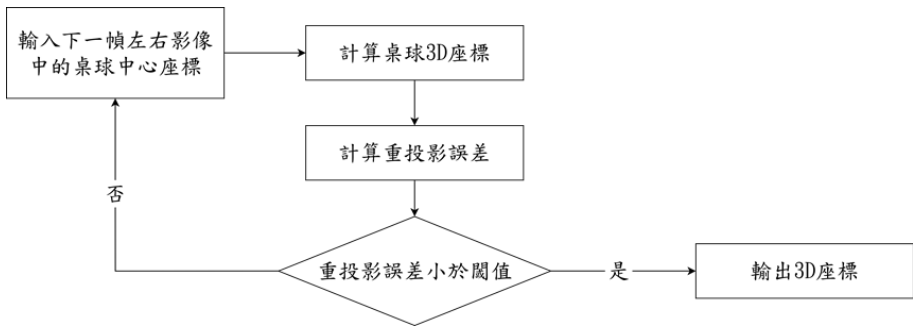 輸入下一幀左右影像
中的桌球中心座標
計算桌球3D座標
計算重投影誤差
否
重投影誤差小於閾值
是
輸出3D座標